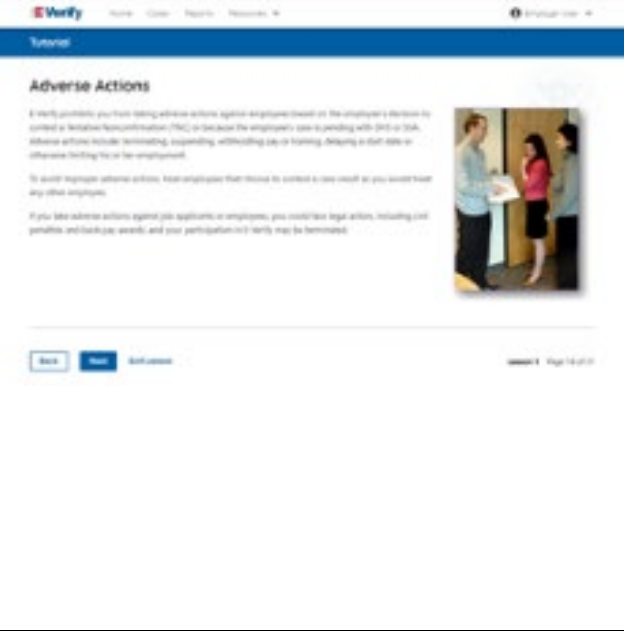 E-Verify
Home Cases Reports Resources
Employer User
Tutorial
Adverse Actions
E-Verify prohibits you from taking adverse actions against employees based on the employee's decision to
contest a Tentative Nonconfirmation (TNC) or because the employee's case is pending with DHS or SSA.
Adverse actions include terminating, suspending, withholding pay or training, delaying a start date or
otherwise limiting his or her employment.
To avoid improper adverse actions, treat employees that choose to contest a case result as you would treat
any other employee.
If you take adverse actions against job applicants or employees, you could face legal action, including civil
penalties and back-pay awards, and your participation in E-Verify may be terminated.
Back Next Exit Lesson
Lesson 1 Page of